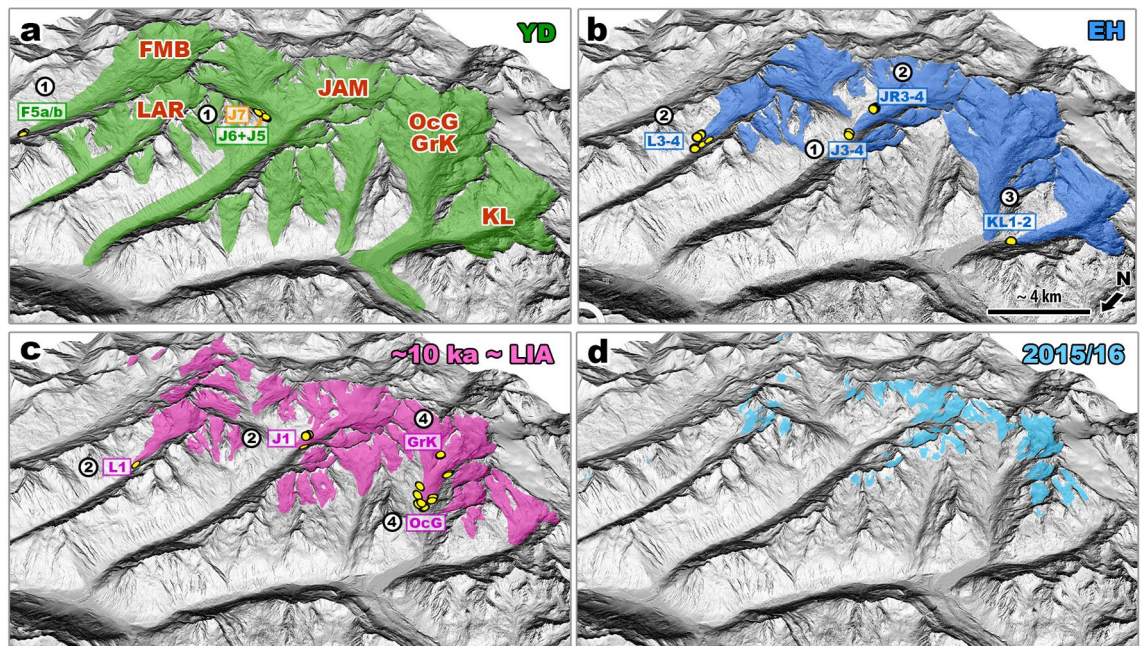 a
YD
FMB
1
F5a/b
LAR
1
J7
J6+J5
JAM
OcG
GrK
KL
b
EH
2
JR3-4
2
L3-4
1
J3-4
3
KL1-2
N
~ 4 km
c
~10 ka ~ LIA
4
GrK
2
J1
2
L1
4
OcG
d
2015/16